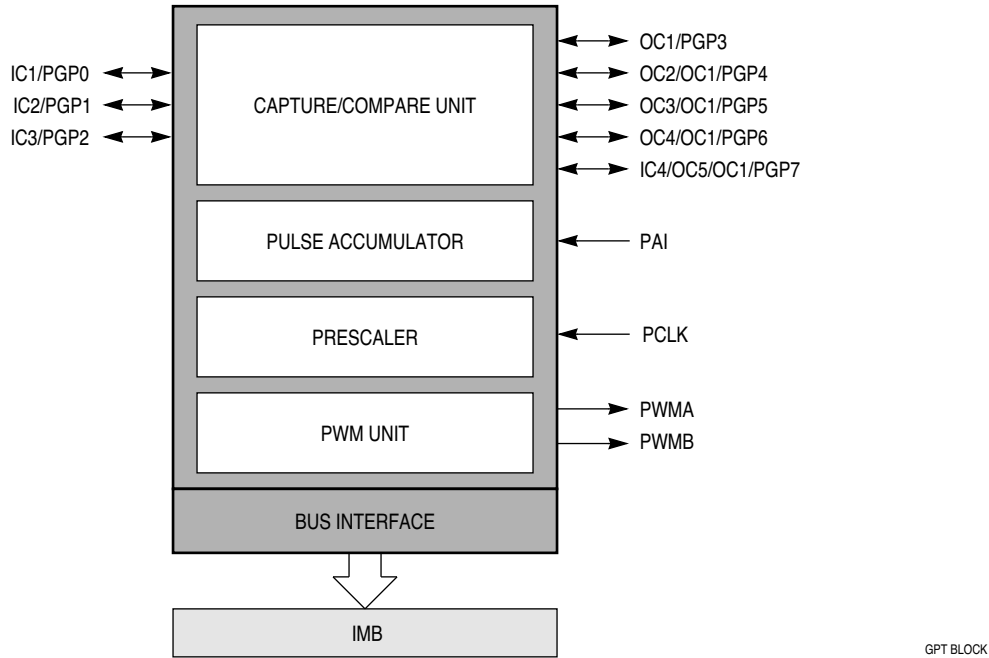 IC1/PGP0
IC2/PGP1
IC3/PGP2
CAPTURE/COMPARE UNIT
OC1/PGP3
OC2/OC1/PGP4
OC3/OC1/PGP5
OC4/OC1/PGP6
IC4/OC5/OC1/PGP7
PULSE ACCUMULATOR
PAI
PRESCALER
PCLK
PWM UNIT
PWMA
PWMB
BUS INTERFACE
IMB
GPT BLOCK